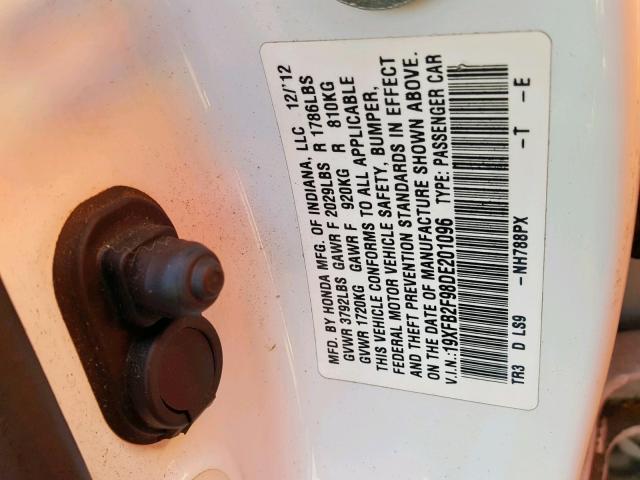 MFD. BY HONDA MFG. OF INDIANA, LLC 12/'12
GVWR 3792LBS GAWR F 2029LBS R 1786LBS
GVWR 1720KG GAWR F 920KG R 810KG
THIS VEHICLE CONFORMS TO ALL APPLICABLE
FEDERAL MOTOR VEHICLE SAFETY, BUMPER,
AND THEFT PREVENTION STANDARDS IN EFFECT
ON THE DATE OF MANUFACTURE SHOWN ABOVE.
V.I.N.:19XFB2F98DE201096 TYPE: PASSENGER CAR
TR3 D LS9 -NH788PX -T -E